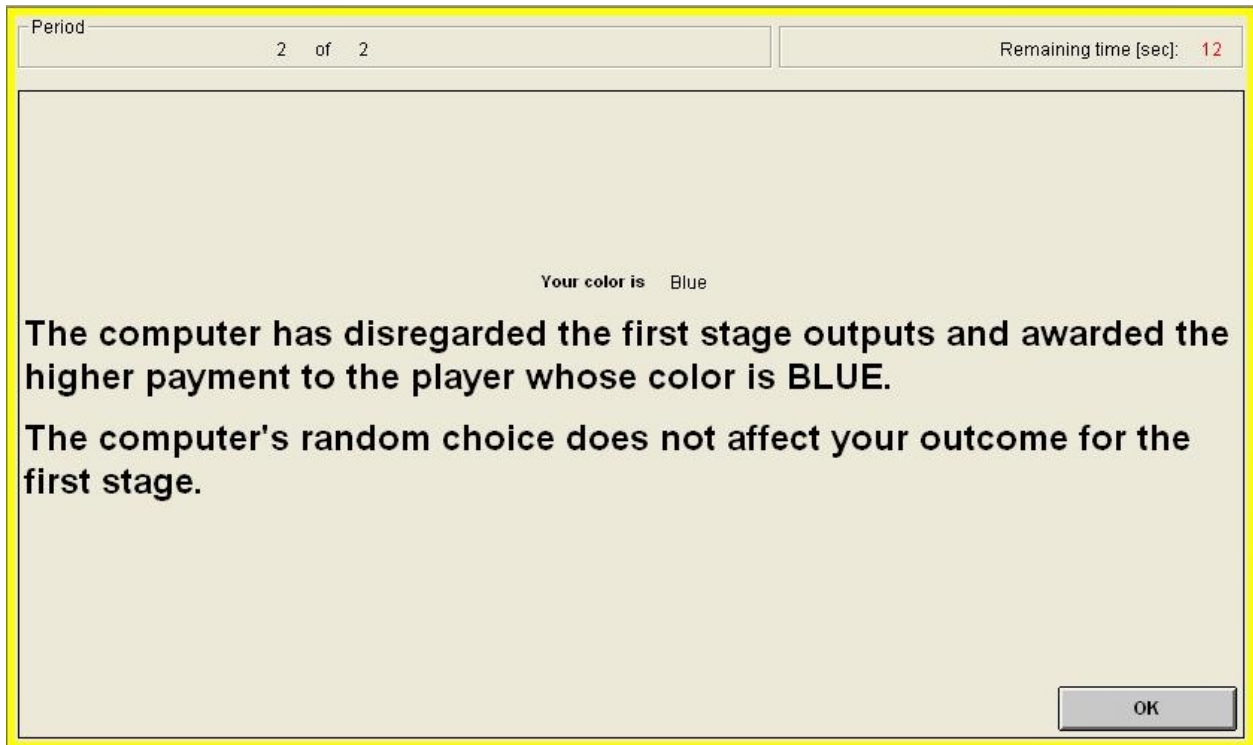 Period
2 of 2
Remaining time [sec]: 12
Your color is Blue
The computer has disregarded the first stage outputs and awarded the
higher payment to the player whose color is BLUE.
The computer's random choice does not affect your outcome for the
first stage.
OK